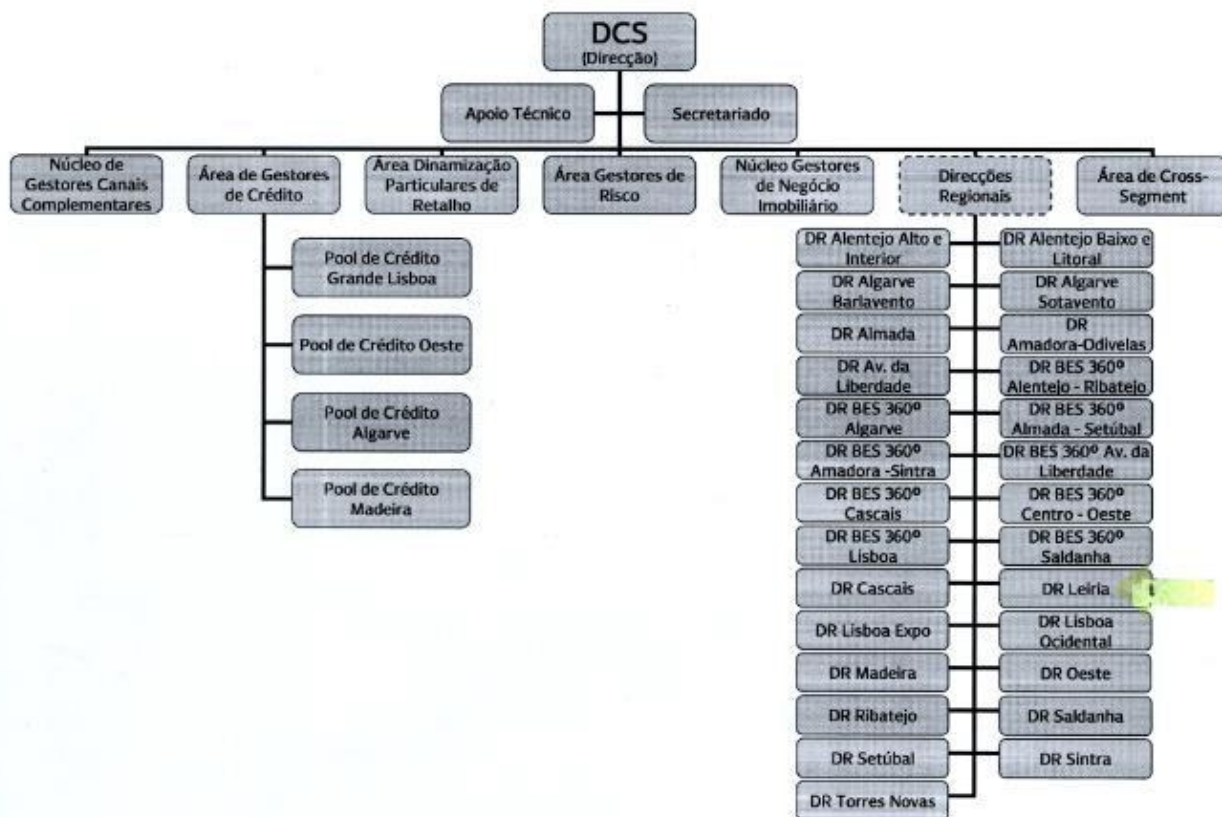 DCS
(Direcção)
Apoio Técnico
Secretariado
Núcleo de
Gestores Canais
Complementares
Área de Gestores
de Crédito
Área Dinamização
Particulares de
Retalho
Área Gestores de
Risco
Núcleo Gestores
de Negócio
Imobiliário
Direcções
Regionais
Área de Cross-
Segment
Pool de Crédito
Grande Lisboa
Pool de Crédito Oeste
Pool de Crédito
Algarve
Pool de Crédito
Madeira
DR Alentejo Alto e
Interior
DR Alentejo Baixo e
Litoral
DR Algarve
Barlavento
DR Algarve
Sotavento
DR Almada
DR
Amadora-Odivelas
DR Av. da
Liberdade
DR BES 360º
Alentejo - Ribatejo
DR BES 360º
Algarve
DR BES 360º
Almada - Setúbal
DR BES 360º
Amadora -Sintra
DR BES 360º Av. da
Liberdade
DR BES 360º
Cascais
DR BES 360º
Centro - Oeste
DR BES 360º
Lisboa
DR BES 360º
Saldanha
DR Cascais
DR Leiria
DR Lisboa Expo
DR Lisboa
Ocidental
DR Madeira
DR Oeste
DR Ribatejo
DR Saldanha
DR Setúbal
DR Sintra
DR Torres Novas